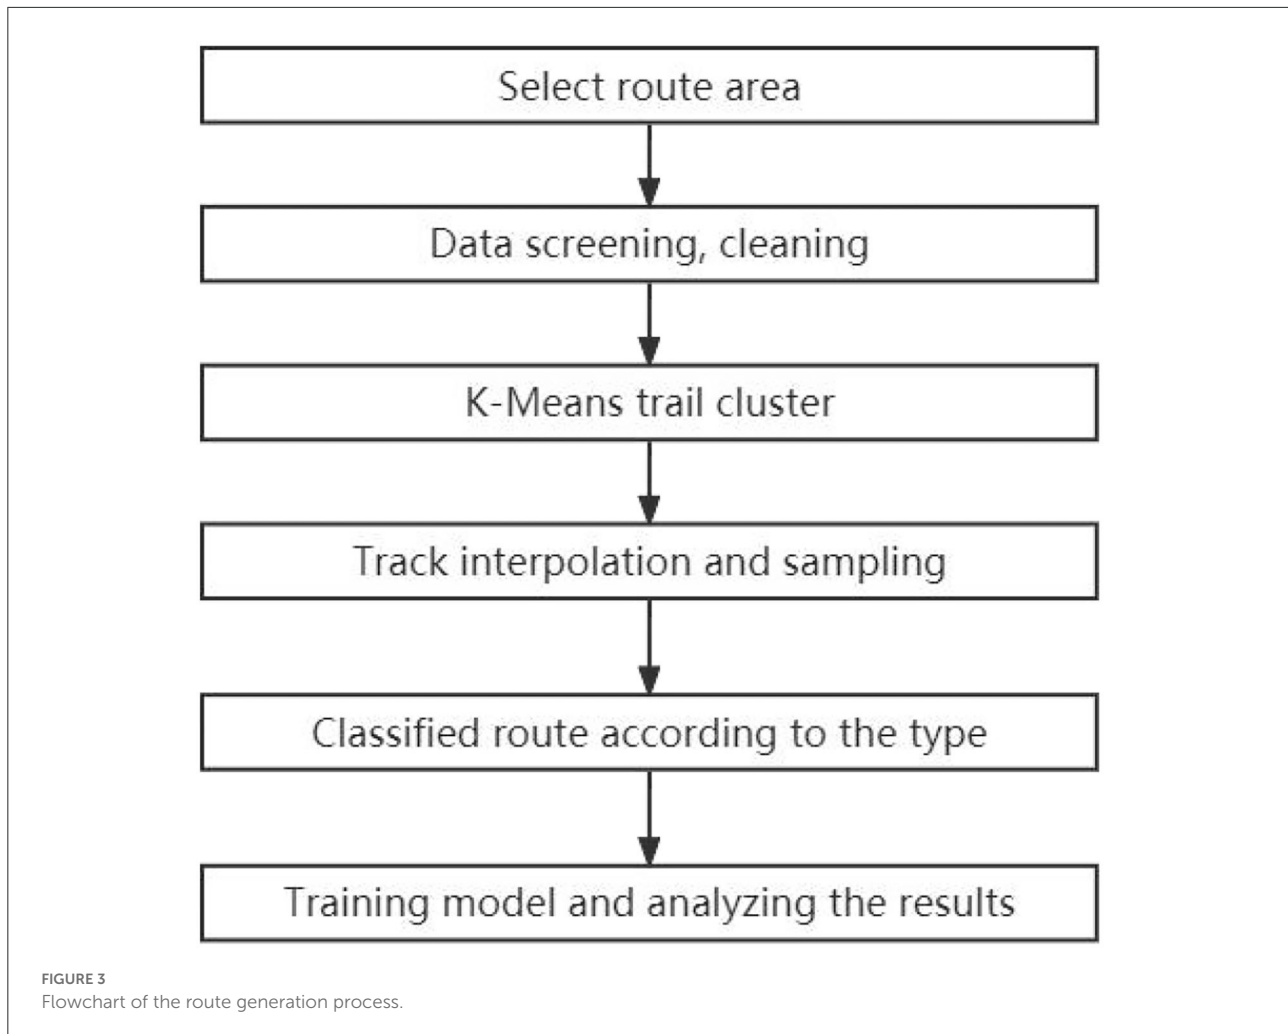 Select route area
Data screening, cleaning
K-Means trail cluster
Track interpolation and sampling
Classified route according to the type
Training model and analyzing the results
FIGURE 3
Flowchart of the route generation process.